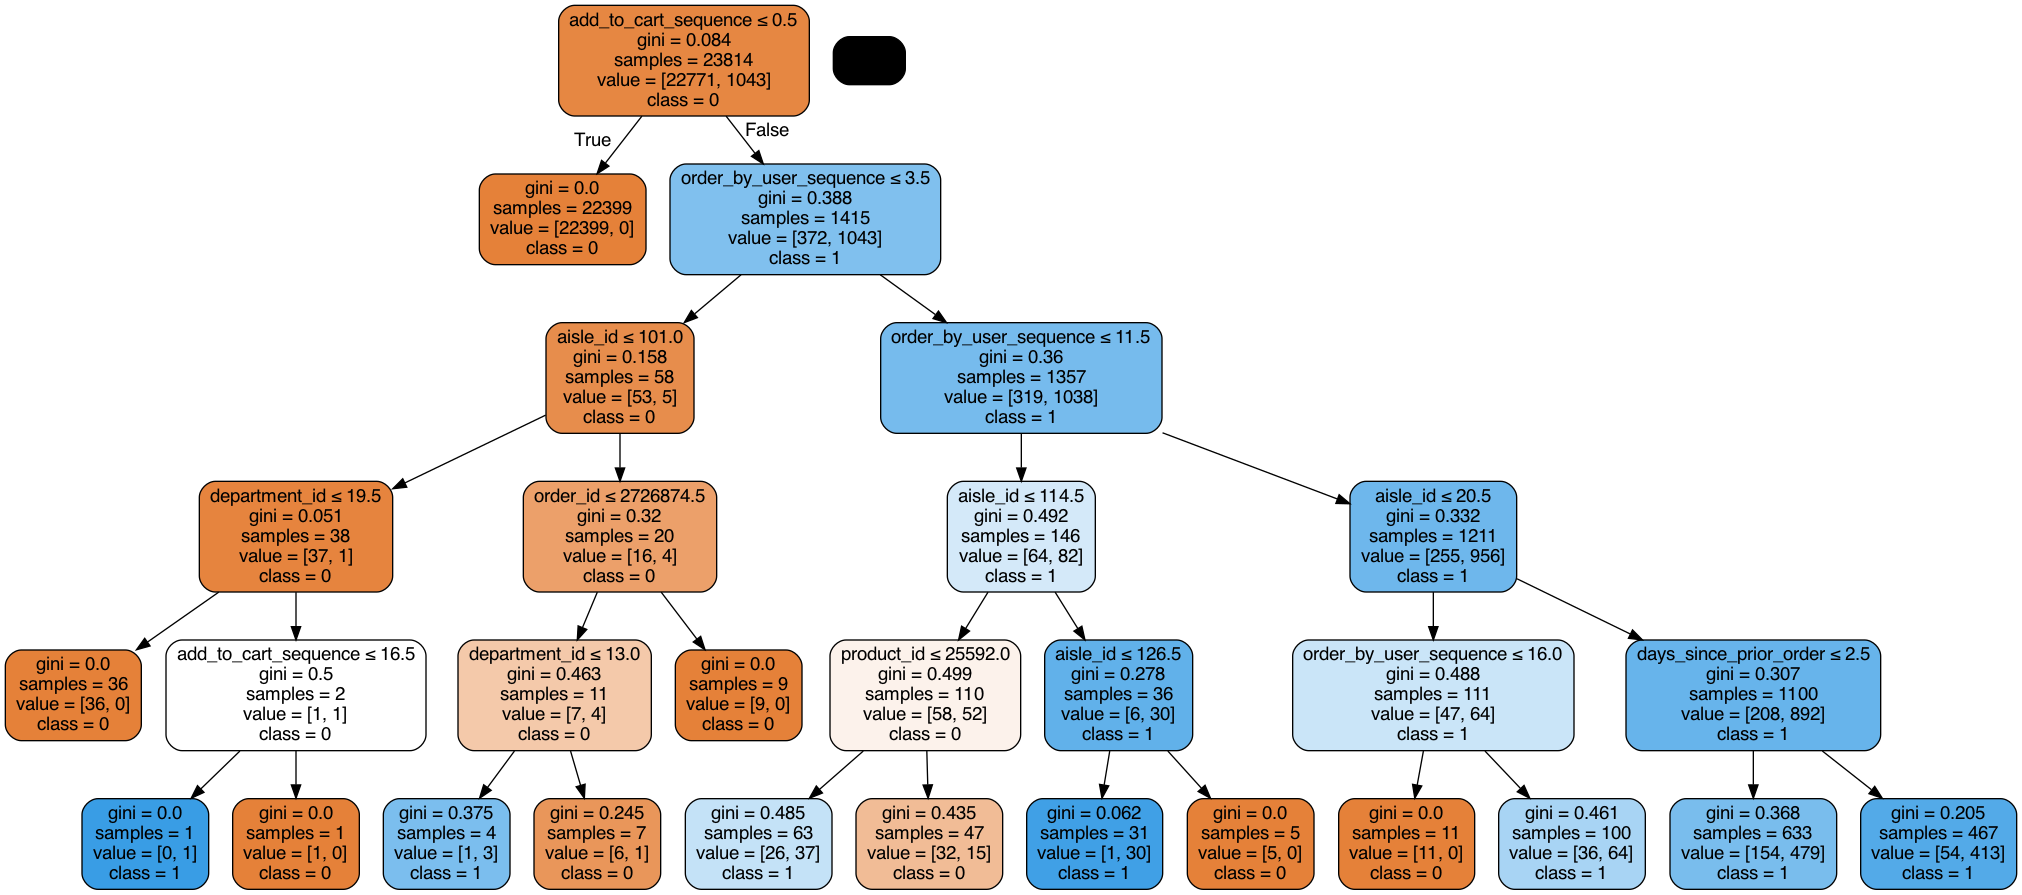 add_to_cart_sequence ≤ 0.5
gini = 0.084
samples = 23814
value = [22771, 1043]
class = 0
True
False
gini = 0.0
samples = 22399
value = [22399, 0]
class = 0
order_by_user_sequence ≤ 3.5
gini = 0.388
samples = 1415
value = [372, 1043]
class = 1
aisle_id ≤ 101.0
gini = 0.158
samples = 58
value = [53, 5]
class = 0
order_by_user_sequence ≤ 11.5
gini = 0.36
samples = 1357
value = [319, 1038]
class = 1
department_id ≤ 19.5
gini = 0.051
samples = 38
value = [37, 1]
class = 0
order_id ≤ 2726874.5
gini = 0.32
samples = 20
value = [16, 4]
class = 0
aisle_id ≤ 114.5
gini = 0.492
samples = 146
value = [64, 82]
class = 1
aisle_id ≤ 20.5
gini = 0.332
samples = 1211
value = [255, 956]
class = 1
gini = 0.0
samples = 36
value = [36, 0]
class = 0
add_to_cart_sequence ≤ 16.5
gini = 0.5
samples = 2
value = [1, 1]
class = 0
department_id ≤ 13.0
gini = 0.463
samples = 11
value = [7, 4]
class = 0
gini = 0.0
samples = 9
value = [9, 0]
class = 0
product_id ≤ 25592.0
gini = 0.499
samples = 110
value = [58, 52]
class = 0
aisle_id ≤ 126.5
gini = 0.278
samples = 36
value = [6, 30]
class = 1
order_by_user_sequence ≤ 16.0
gini = 0.488
samples = 111
value = [47, 64]
class = 1
days_since_prior_order ≤ 2.5
gini = 0.307
samples = 1100
value = [208, 892]
class = 1
gini = 0.0
samples = 1
value = [0, 1]
class = 1
gini = 0.0
samples = 1
value = [1, 0]
class = 0
gini = 0.375
samples = 4
value = [1, 3]
class = 1
gini = 0.245
samples = 7
value = [6, 1]
class = 0
gini = 0.485
samples = 63
value = [26, 37]
class = 1
gini = 0.435
samples = 47
value = [32, 15]
class = 0
gini = 0.062
samples = 31
value = [1, 30]
class = 1
gini = 0.0
samples = 5
value = [5, 0]
class = 0
gini = 0.0
samples = 11
value = [11, 0]
class = 0
gini = 0.461
samples = 100
value = [36, 64]
class = 1
gini = 0.368
samples = 633
value = [154, 479]
class = 1
gini = 0.205
samples = 467
value = [54, 413]
class = 1